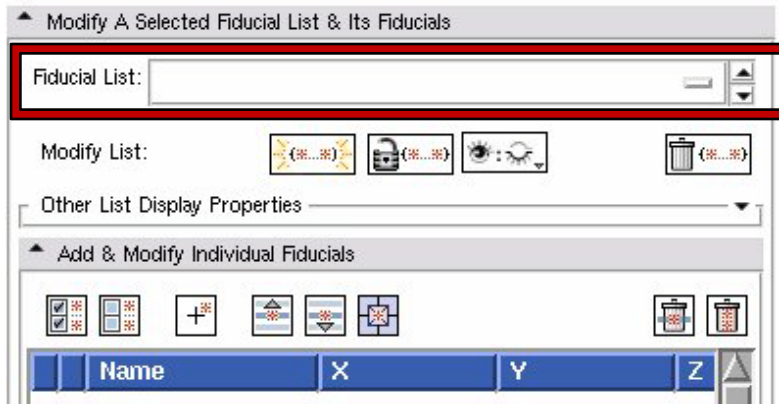 Modify A Selected Fiducial List & Its Fiducials
Fiducial List:
Modify List:
Other List Display Properties
Add & Modify Individual Fiducials
Name X Y Z